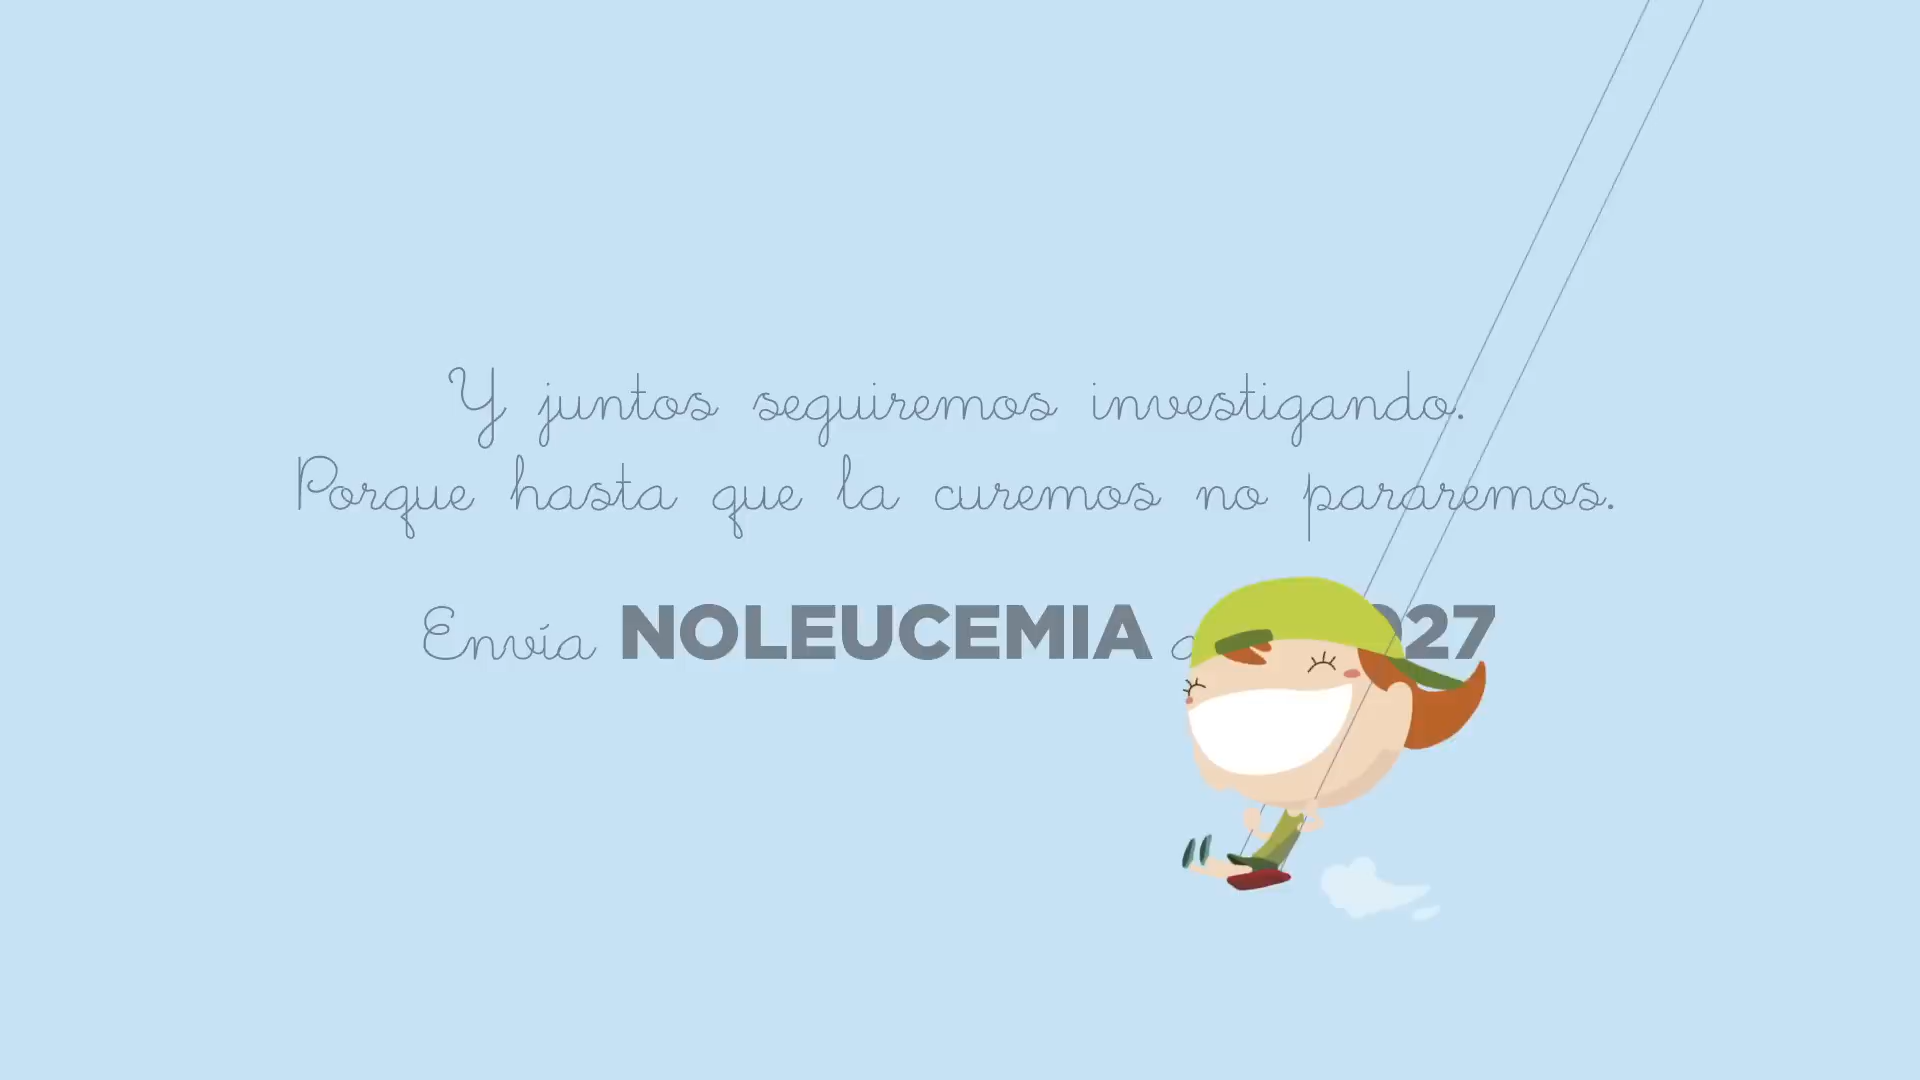 Y juntos seguiremos investigando.
Porque hasta que la curemos no pararemos.
Envía NOLEUCEMIA